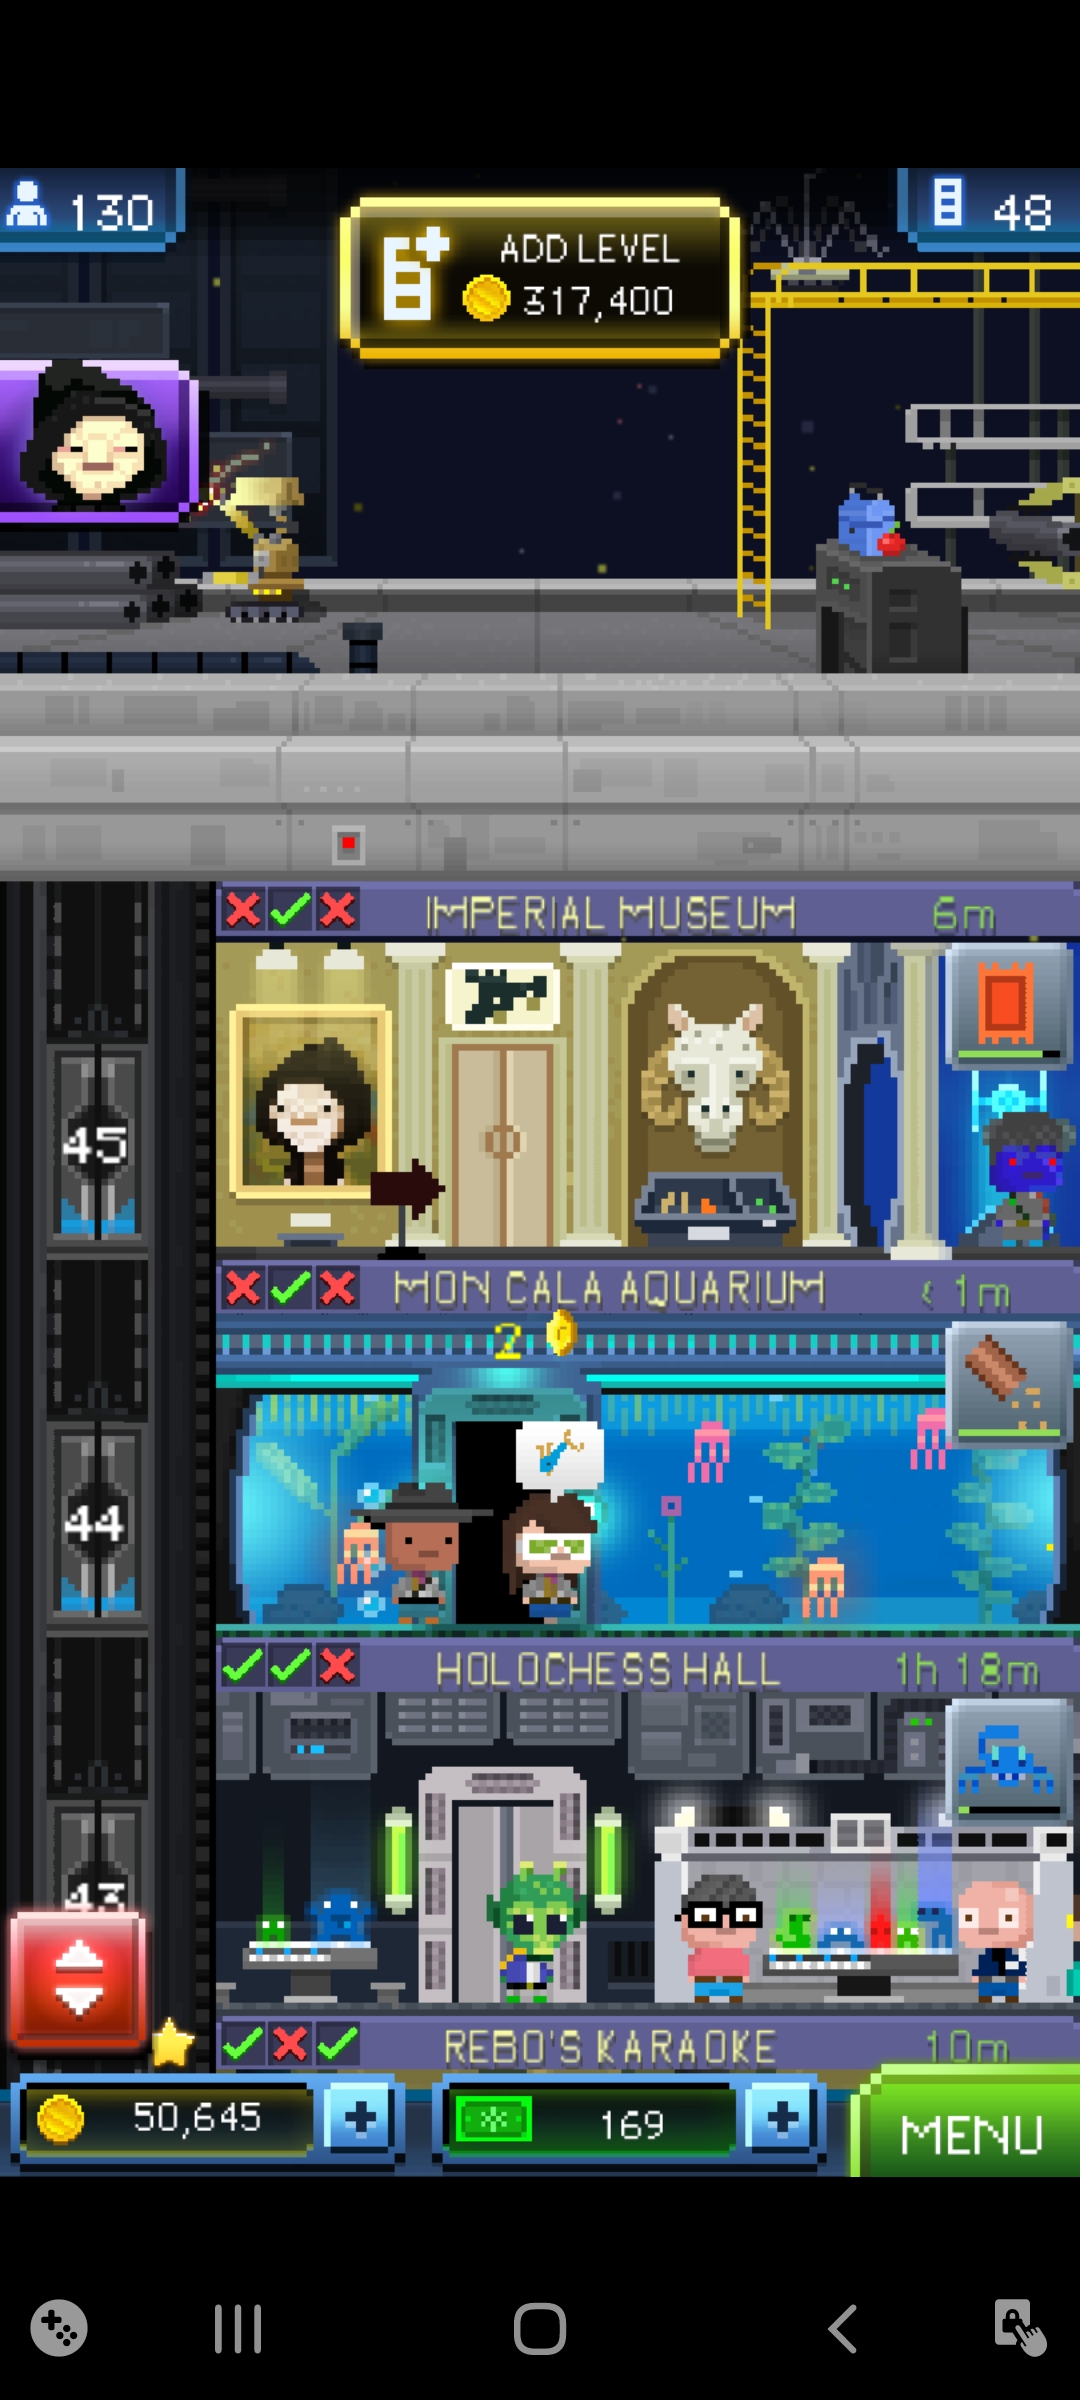 130
ADD LEVEL
317,400
48
IMPERIAL MUSEUM 6m
45
MON CALA AQUARIUM < 1m
2
44
HOLOCHESS HALL 1h 18m
43
REBO'S KARAOKE 10m
50,645
169
MENU